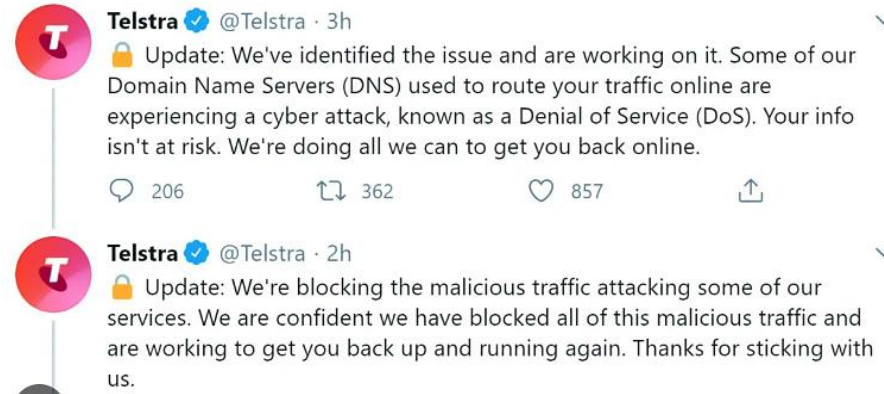 Telstra @Telstra · 3h
🔒 Update: We've identified the issue and are working on it. Some of our
Domain Name Servers (DNS) used to route your traffic online are
experiencing a cyber attack, known as a Denial of Service (DoS). Your info
isn't at risk. We're doing all we can to get you back online.
206 362 857
Telstra @Telstra · 2h
🔒 Update: We're blocking the malicious traffic attacking some of our
services. We are confident we have blocked all of this malicious traffic and
are working to get you back up and running again. Thanks for sticking with
us.